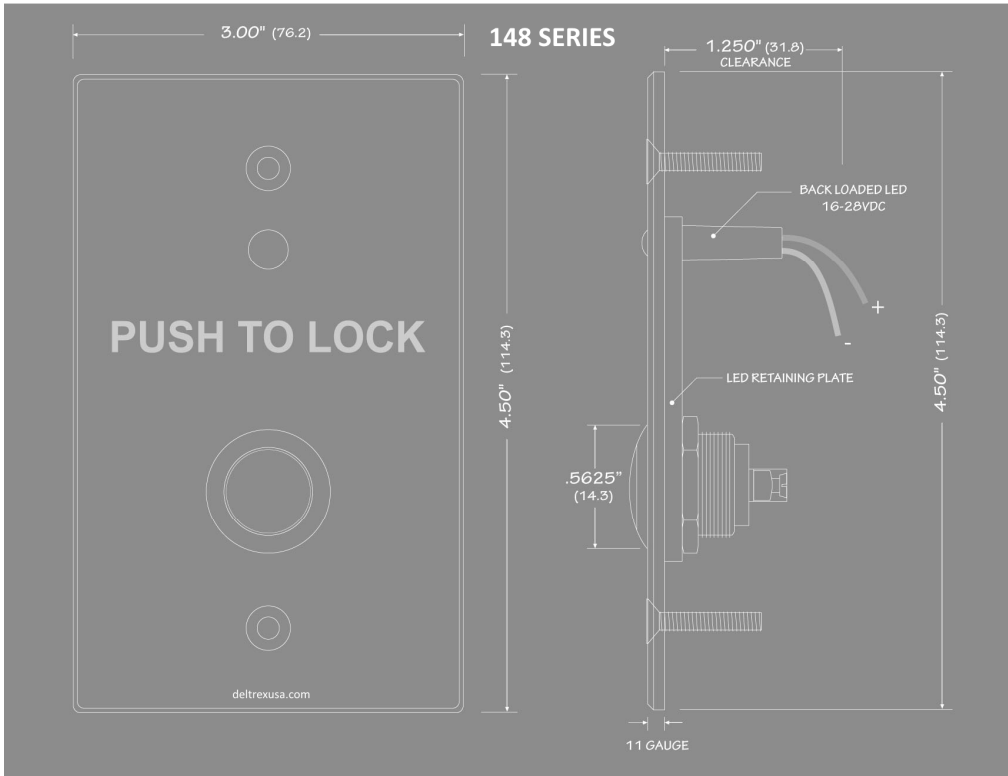 3.00" (76.2)
148 SERIES
1.250" (31.8)
CLEARANCE
BACK LOADED LED
16-28VDC
+
-
PUSH TO LOCK
4.50" (114.3)
4.50" (114.3)
LED RETAINING PLATE
.5625"
(14.3)
deltrexusa.com
11 GAUGE